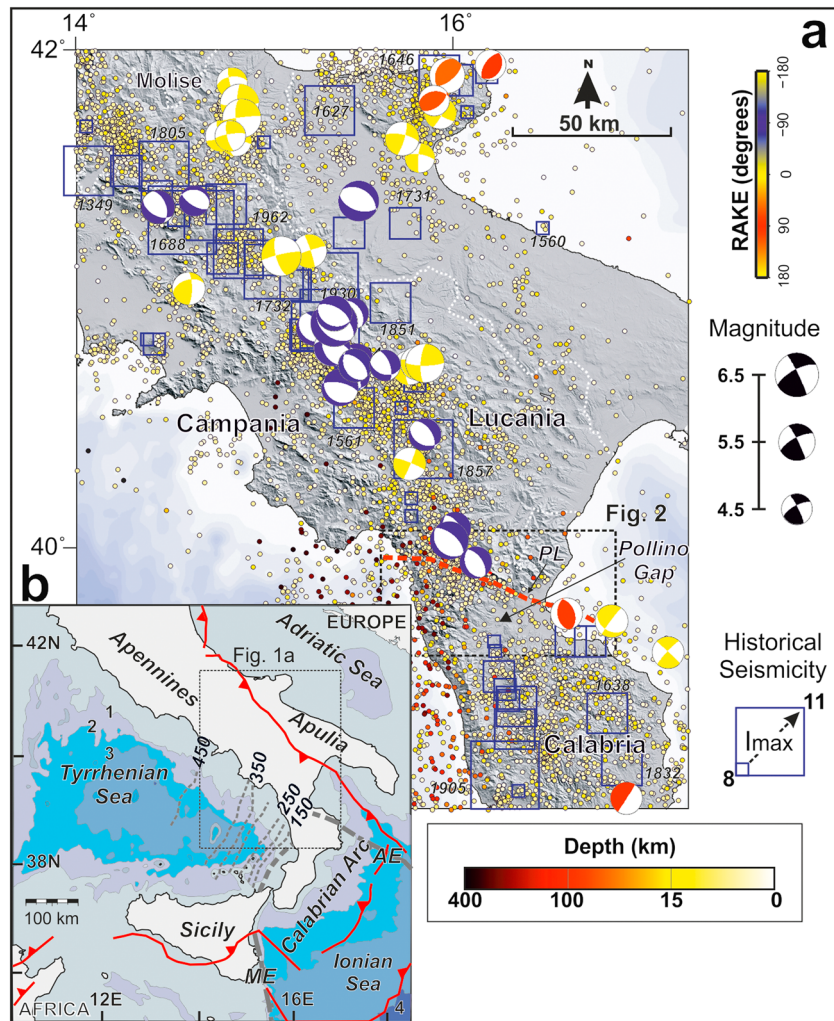 14
16
a
42°
Molise
1646
1627
N
50 km
1805
1349
1962
1731
1688
1560
1732
1930
1851
Campania
Lucania
1561
1857
40°
Fig. 2
PL
Pollino
Gap
1638
Calabria
1905
1832
RAKE (degrees)
-180
-90
0
90
180
Magnitude
6.5
5.5
4.5
Historical
Seismicity
11
Imax
8
Depth (km)
400
100
15
0
b
EUROPE
42N
Apennines
Adriatic Sea
Fig. 1a
1
2
3
Apulia
450
350
250
150
Tyrrhenian
Sea
38N
AE
Calabrian Arc
100 km
Sicily
ME
Ionian
Sea
AFRICA
12E
16E
4